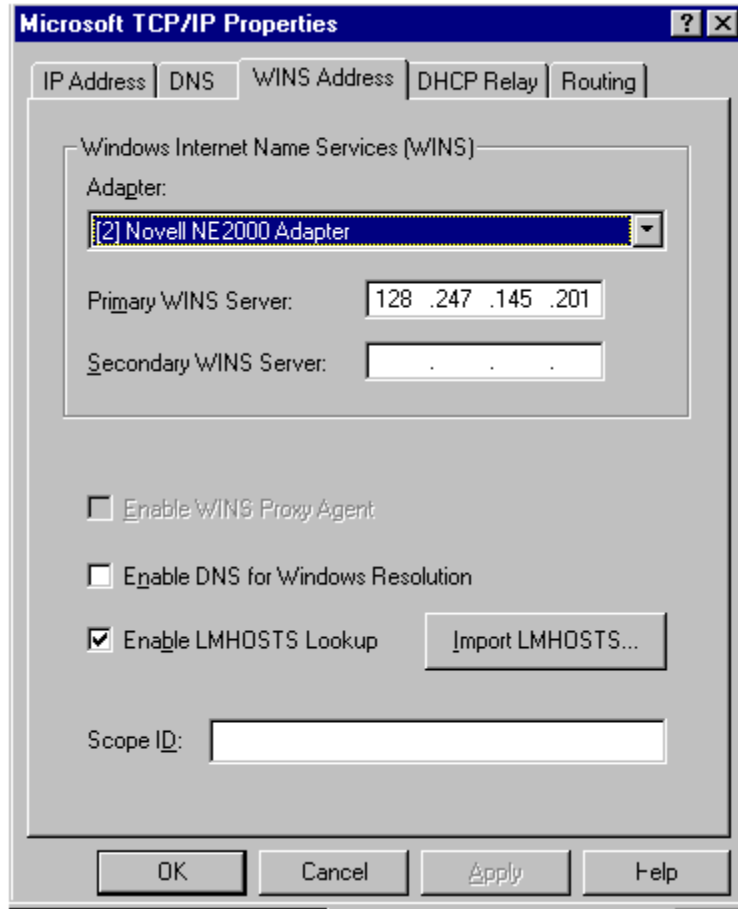 Microsoft TCP/IP Properties
? X
IP Address DNS WINS Address DHCP Relay Routing
Windows Internet Name Services (WINS)
Adapter:
[2] Novell NE2000 Adapter
Primary WINS Server: 128 .247 .145 .201
Secondary WINS Server: . . .
Enable WINS Proxy Agent
Enable DNS for Windows Resolution
Enable LMHOSTS Lookup Import LMHOSTS...
Scope ID:
OK Cancel Apply Help